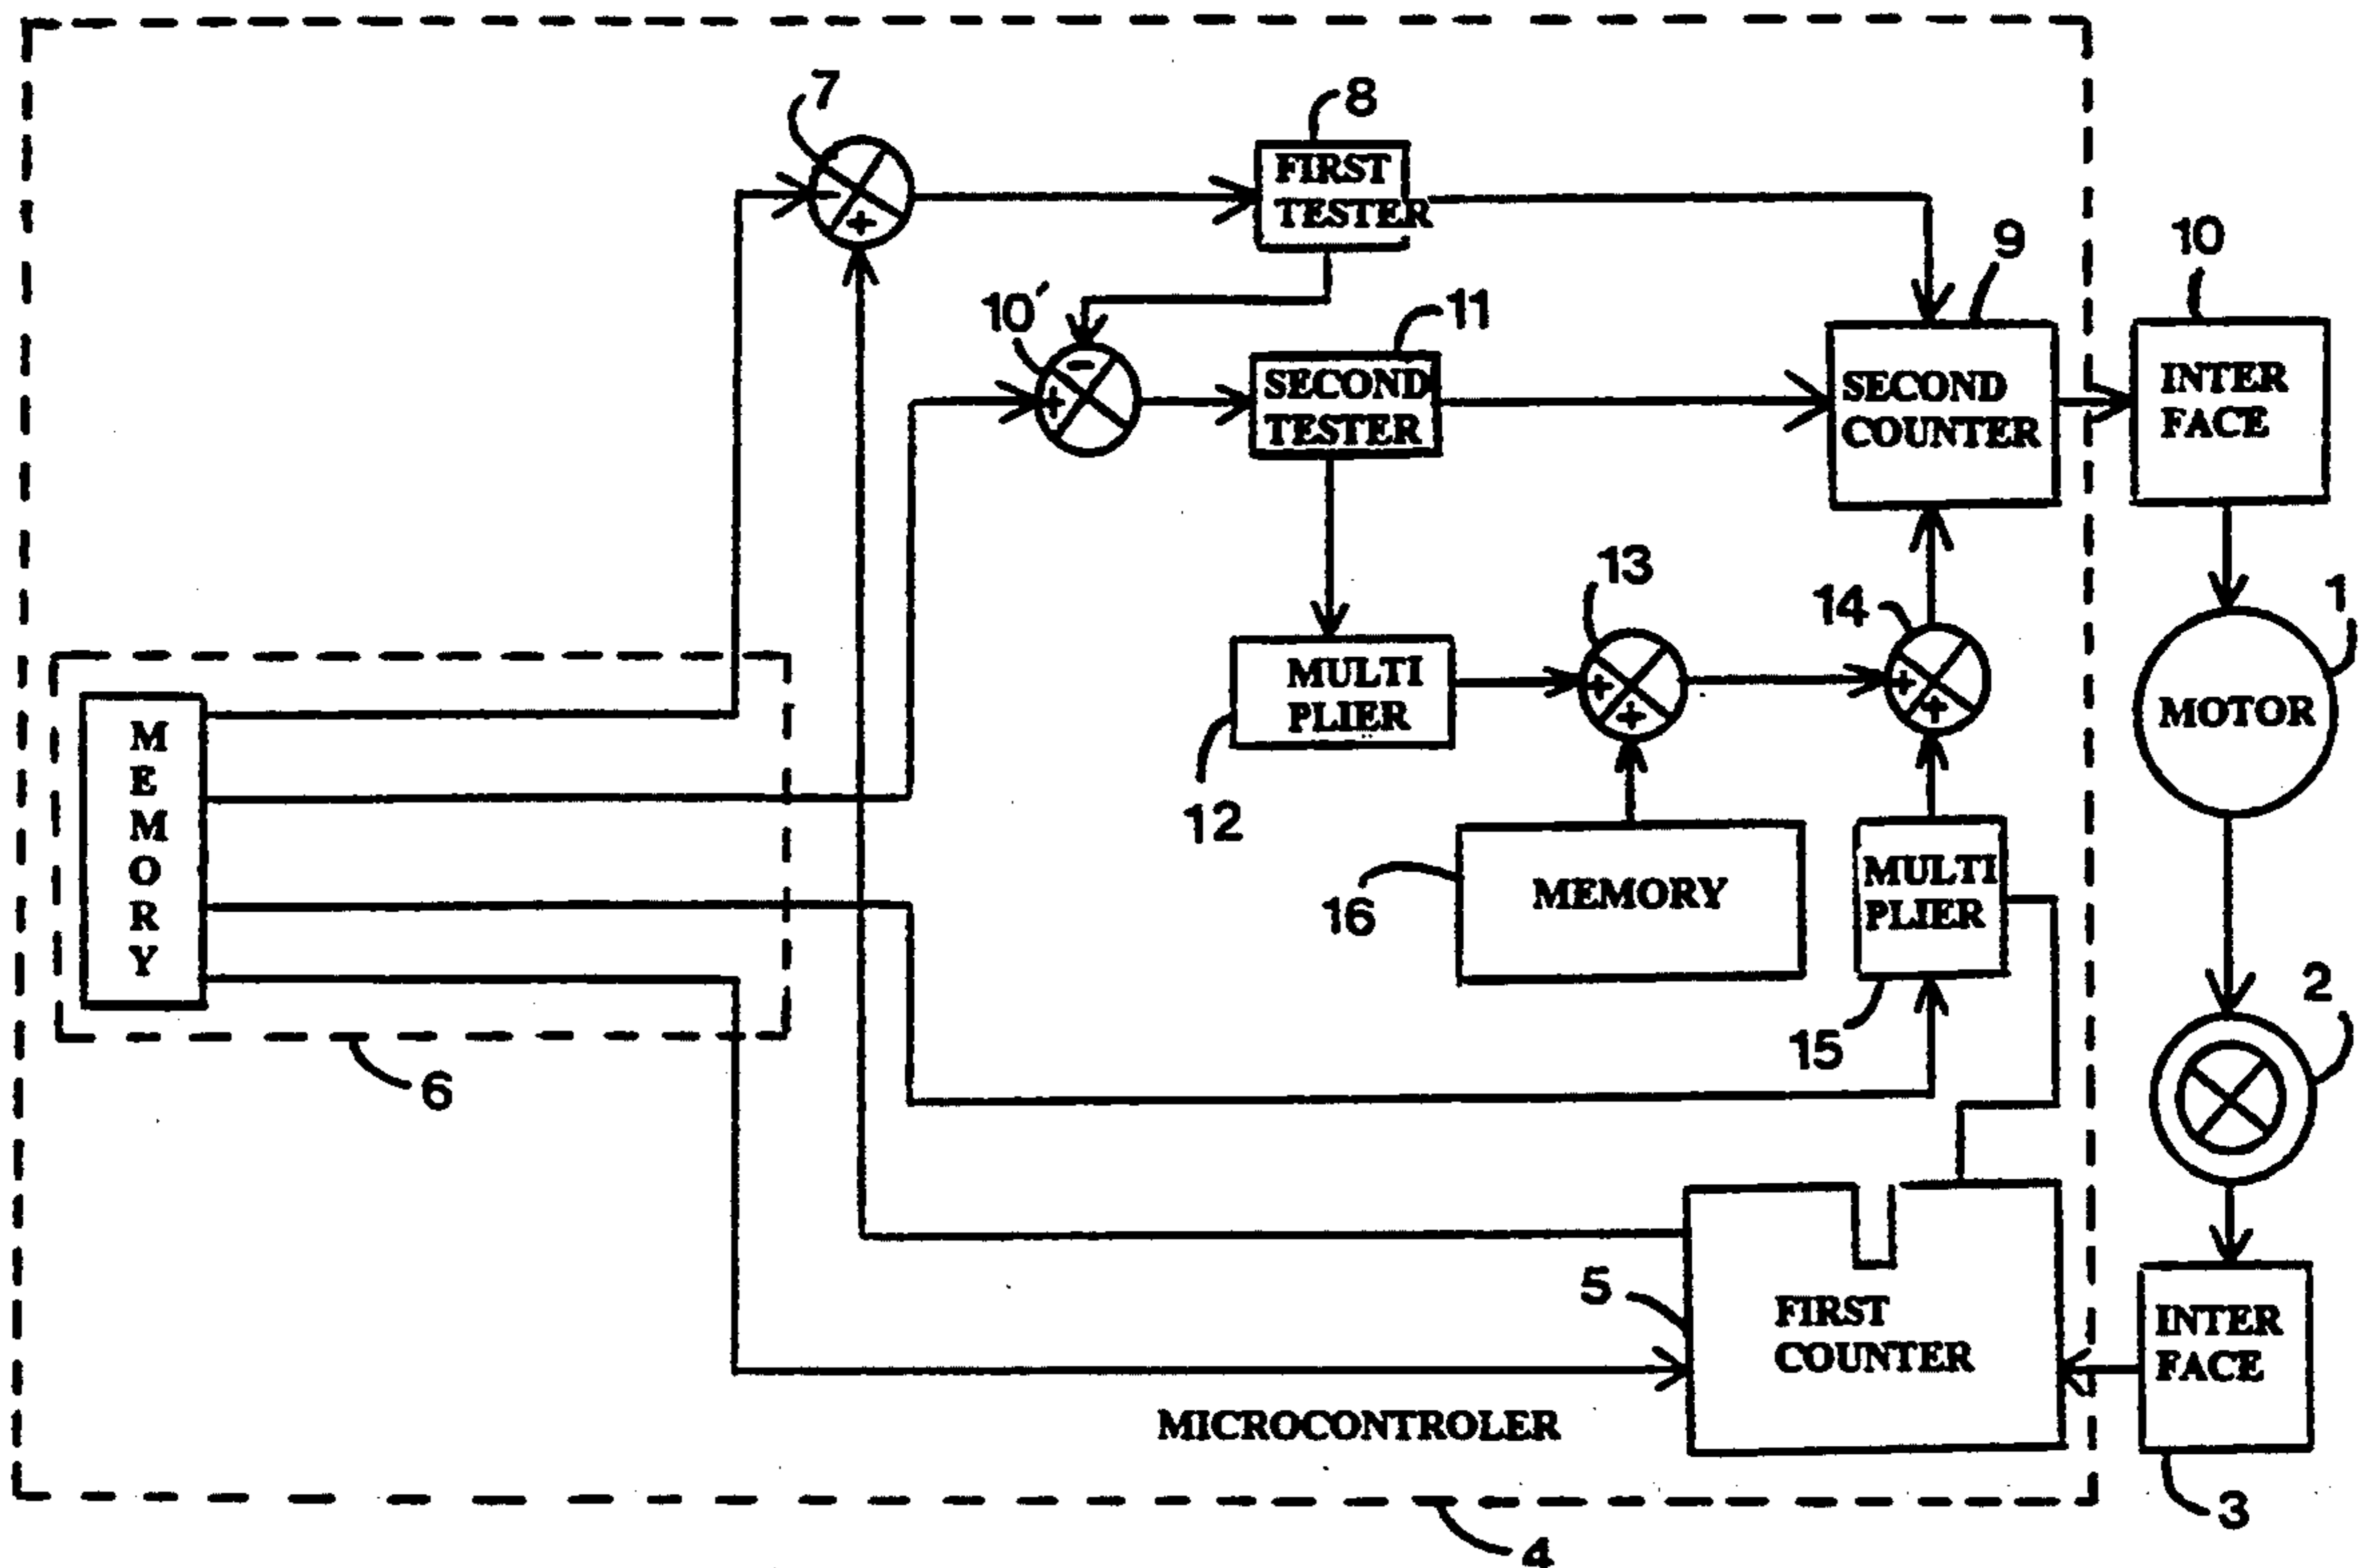 7
8
FIRST
TESTER
9
10
10´
11
INTER
FACE
SECOND
TESTER
SECOND
COUNTER
-
+
-
+
13
14
1
MULTI
PLIER
+
+
+
+
MOTOR
12
MEMORY
MEMORY
MULTI
PLIER
16
15
2
6
5
FIRST
COUNTER
INTER
FACE
MICROCONTROLER
3
4